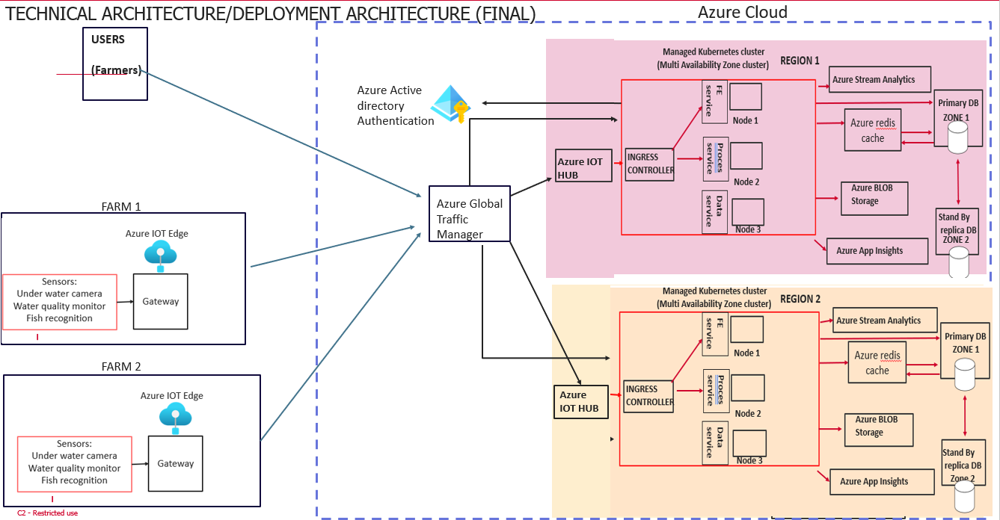 TECHNICAL ARCHITECTURE/DEPLOYMENT ARCHITECTURE (FINAL)
Azure Cloud
USERS
(Farmers)
Azure Active
directory
Authentication
Azure Global
Traffic
Manager
FARM 1
Azure IOT Edge
Sensors:
Under water camera
Water quality monitor
Fish recognition
Gateway
FARM 2
Azure IOT Edge
Sensors:
Under water camera
Water quality monitor
Fish recognition
Gateway
C2 - Restricted use
Managed Kubernetes cluster
(Multi Availability Zone cluster)
REGION 1
Azure IOT
HUB
INGRESS
CONTROLLER
FE
service
Node 1
Proces
service
Node 2
Data
service
Node 3
Azure Stream Analytics
Primary DB
ZONE 1
Azure redis
cache
Azure BLOB
Storage
Stand By
replica DB
ZONE 2
Azure App Insights
Managed Kubernetes cluster
(Multi Availability Zone cluster)
REGION 2
Azure
IOT HUB
INGRESS
CONTROLLER
FE
service
Node 1
Proces
service
Node 2
Data
service
Node 3
Azure Stream Analytics
Primary DB
ZONE 1
Azure redis
cache
Azure BLOB
Storage
Stand By
replica DB
Zone 2
Azure App Insights